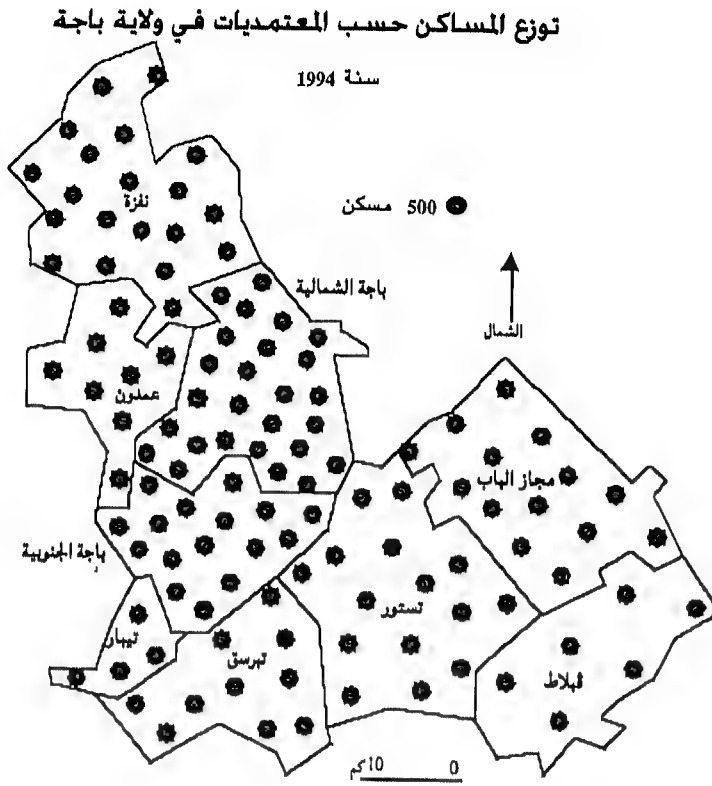 توزع المساكن حسب المعتمديات في ولاية باجة
سنة 1994
500 مسكن
نفزة
باجة الشمالية
الشمال
عمدون
مجاز الباب
باجة الجنوبية
تستور
تيبار
تبرسق
ڨبلاط
10كم 0